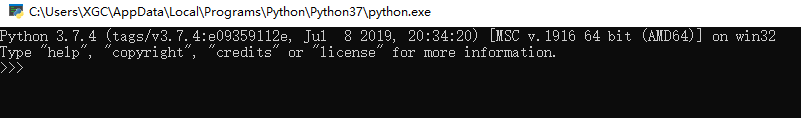 C:\Users\XGC\AppData\Local\Programs\Python\Python37\python.exe
Python 3.7.4 (tags/v3.7.4:e09359112e, Jul  8 2019, 20:34:20) [MSC v.1916 64 bit (AMD64)] on win32
Type "help", "copyright", "credits" or "license" for more information.
>>>